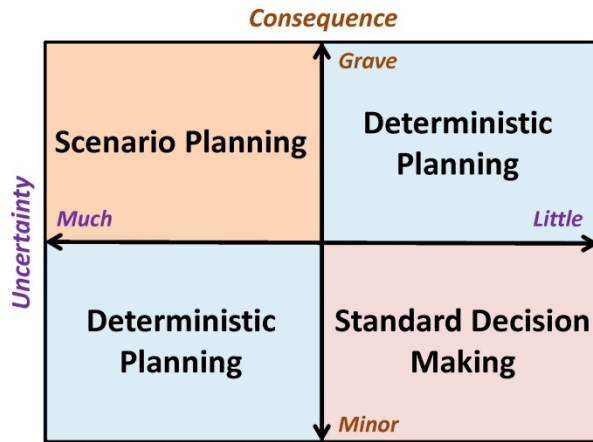 Consequence
Grave
Scenario Planning
Deterministic
Planning
Uncertainty
Much
Little
Deterministic
Planning
Standard Decision
Making
Minor